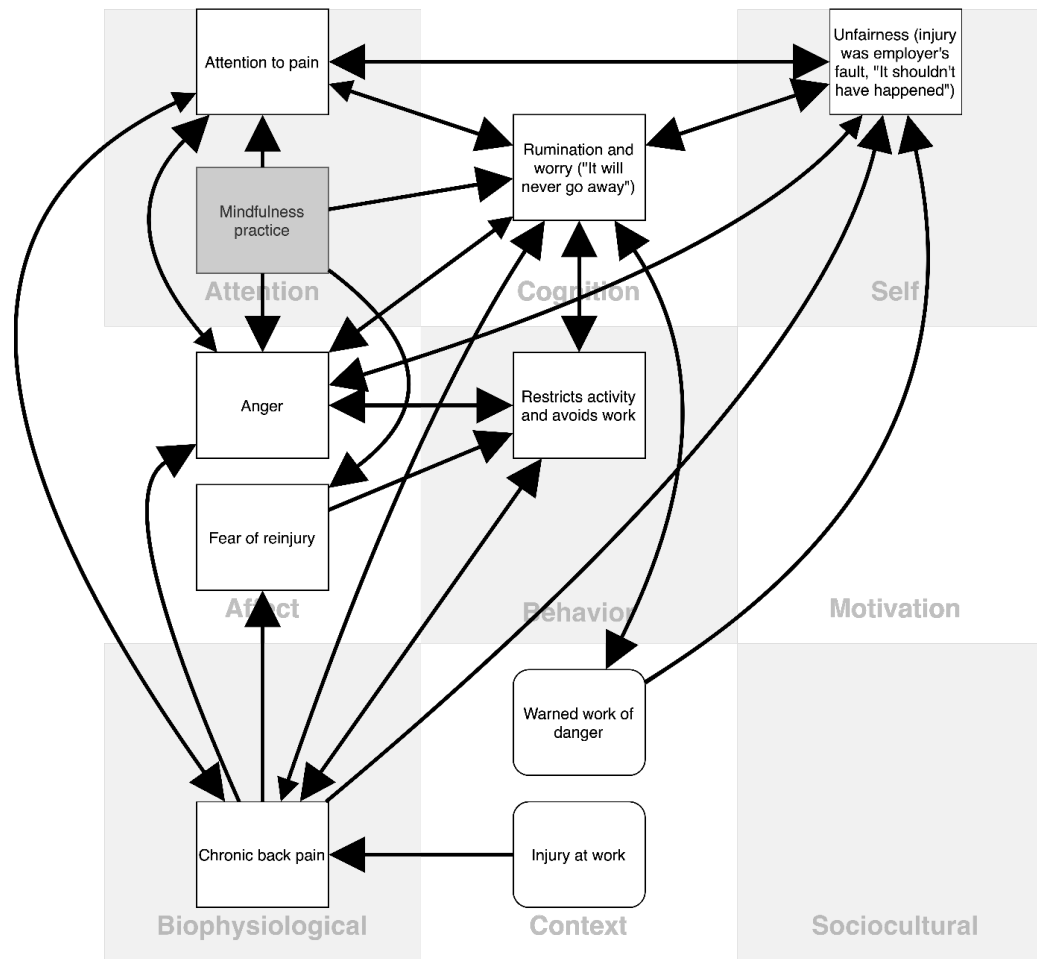 Attention to pain
Unfairness (injury
was employer's
fault, "It shouldn't
have happened")
Rumination and
worry ("It will
never go away")
Mindfulness
practice
Attention
Cognition
Self
Anger
Restricts activity
and avoids work
Fear of reinjury
Affect
Behavior
Motivation
Warned work of
danger
Chronic back pain
Injury at work
Biophysiological
Context
Sociocultural